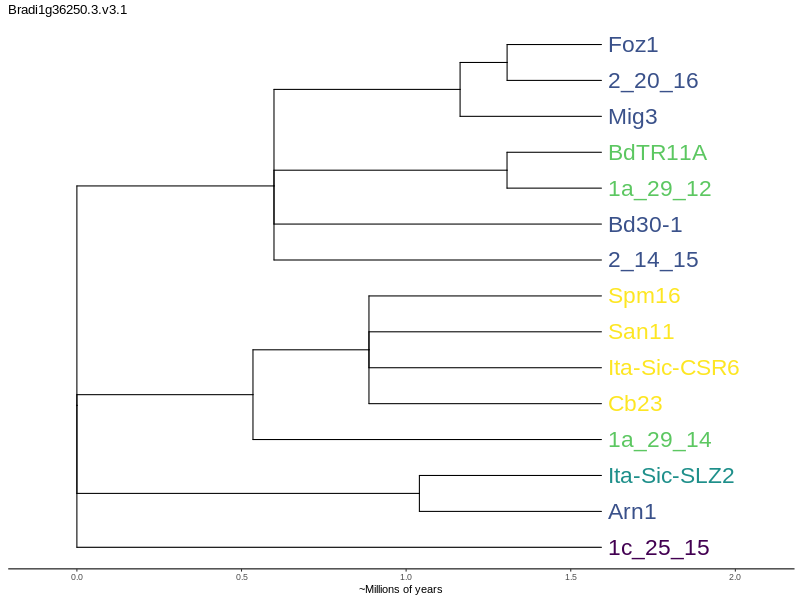 Bradi1g36250.3.v3.1
Foz1
2_20_16
Mig3
BdTR11A
1a_29_12
Bd30-1
2_14_15
Spm16
San11
Ita-Sic-CSR6
Cb23
1a_29_14
Ita-Sic-SLZ2
Arn1
1c_25_15
0.0 0.5 1.0 1.5 2.0
~Millions of years